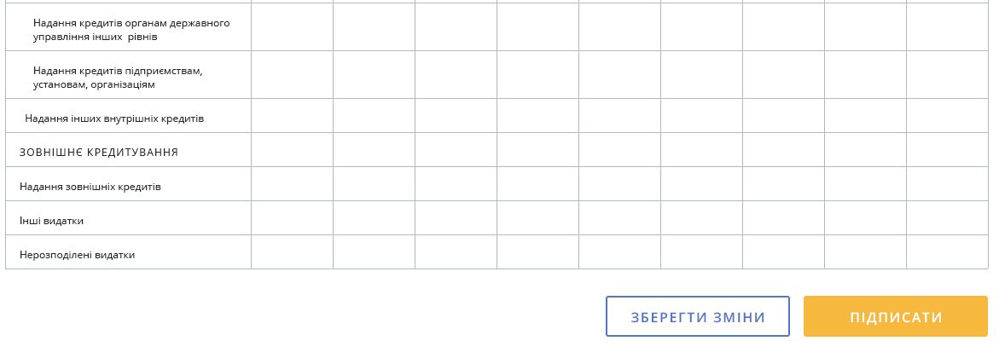 Надання кредитів органам державного
управління інших рівнів
Надання кредитів підприємствам,
установам, організаціям
Надання інших внутрішніх кредитів
ЗОВНІШНЄ КРЕДИТУВАННЯ
Надання зовнішніх кредитів
Інші видатки
Нерозподілені видатки
ЗБЕРЕГТИ ЗМІНИ
ПІДПИСАТИ